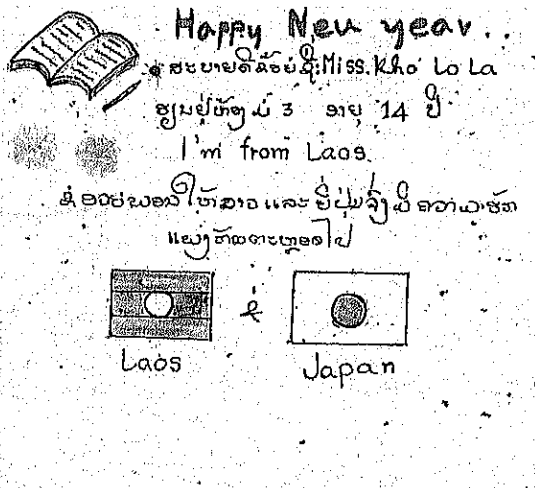 Happy New year..
ສະບາຍດີຂ້ອຍຊື່:Miss.Kho Lo La
ຮຽນຢູ່ຫ້ອງ ມ 3 ອາຍຸ 14 ປີ
I'm from Laos.
ຂໍອວຍພອນໃຫ້ລາວແລະຍີ່ປຸ່ນຈົ່ງມີຄວາມຮັກ
ແພງກັນຕະຫຼອດໄປ
&
Laos
Japan